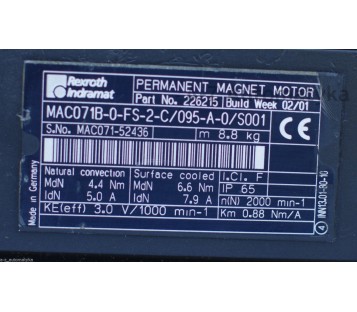 Rexroth
Indramat
PERMANENT MAGNET MOTOR
Part No. 226215 Build Week 02/01
MAC071B-0-FS-2-C/095-A-0/S001
S.No. MAC071-52436 m 8.8 kg
CE
Natural convection Surface cooled I.Cl. F
MdN 4.4 Nm MdN 6.6 Nm IP 65
IdN 5.0 A IdN 7.9 A n(N) 2000 min-1
KE(eff) 3.0 V/1000 min-1 Km 0.88 Nm/A
Made in Germany